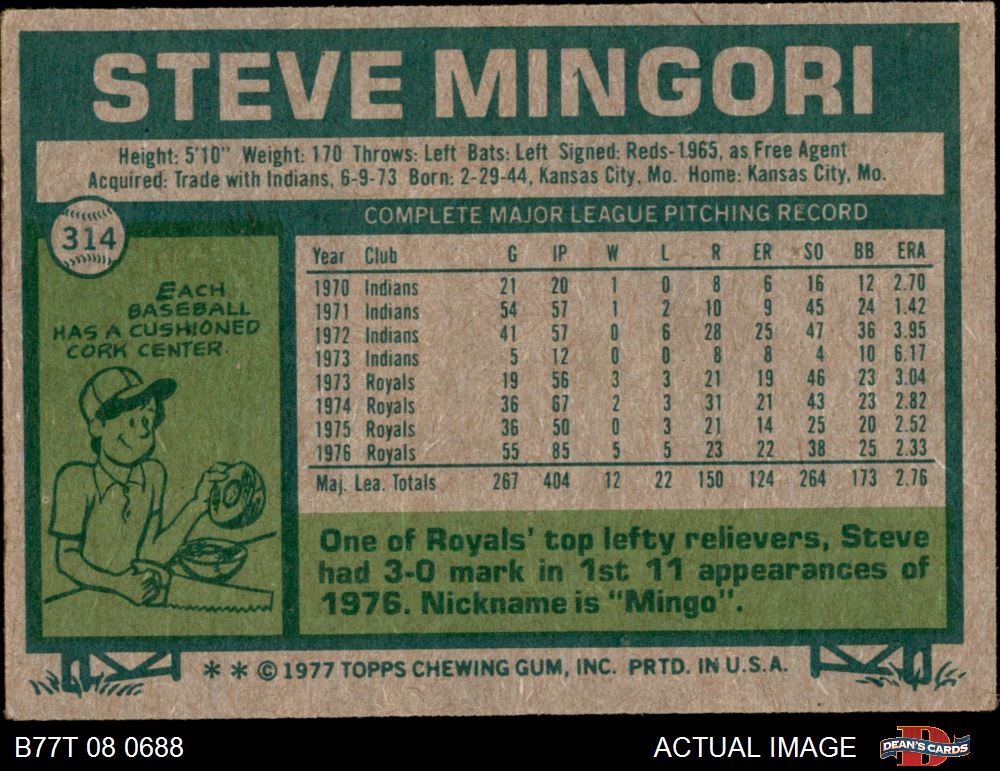 STEVE MINGORI
Height: 5'10" Weight: 170 Throws: Left Bats: Left Signed: Reds-1965, as Free Agent
Acquired: Trade with Indians, 6-9-73 Born: 2-29-44, Kansas City, Mo. Home: Kansas City, Mo.
314
COMPLETE MAJOR LEAGUE PITCHING RECORD
EACH
BASEBALL
HAS A CUSHIONED
CORK CENTER.
Year Club G IP W L R ER SO BB ERA
1970 Indians 21 20 1 0 8 6 16 12 2.70
1971 Indians 54 57 1 2 10 9 45 24 1.42
1972 Indians 41 57 0 6 28 25 47 36 3.95
1973 Indians 5 12 0 0 8 8 4 10 6.17
1973 Royals 19 56 3 3 21 19 46 23 3.04
1974 Royals 36 67 2 3 31 21 43 23 2.82
1975 Royals 36 50 0 3 21 14 25 20 2.52
1976 Royals 55 85 5 5 23 22 38 25 2.33
Maj. Lea. Totals 267 404 12 22 150 124 264 173 2.76
One of Royals' top lefty relievers, Steve
had 3-0 mark in 1st 11 appearances of
1976. Nickname is "Mingo".
* * © 1977 TOPPS CHEWING GUM, INC. PRTD. IN U.S.A.
B77T 08 0688
ACTUAL IMAGE
DEAN'S CARDS